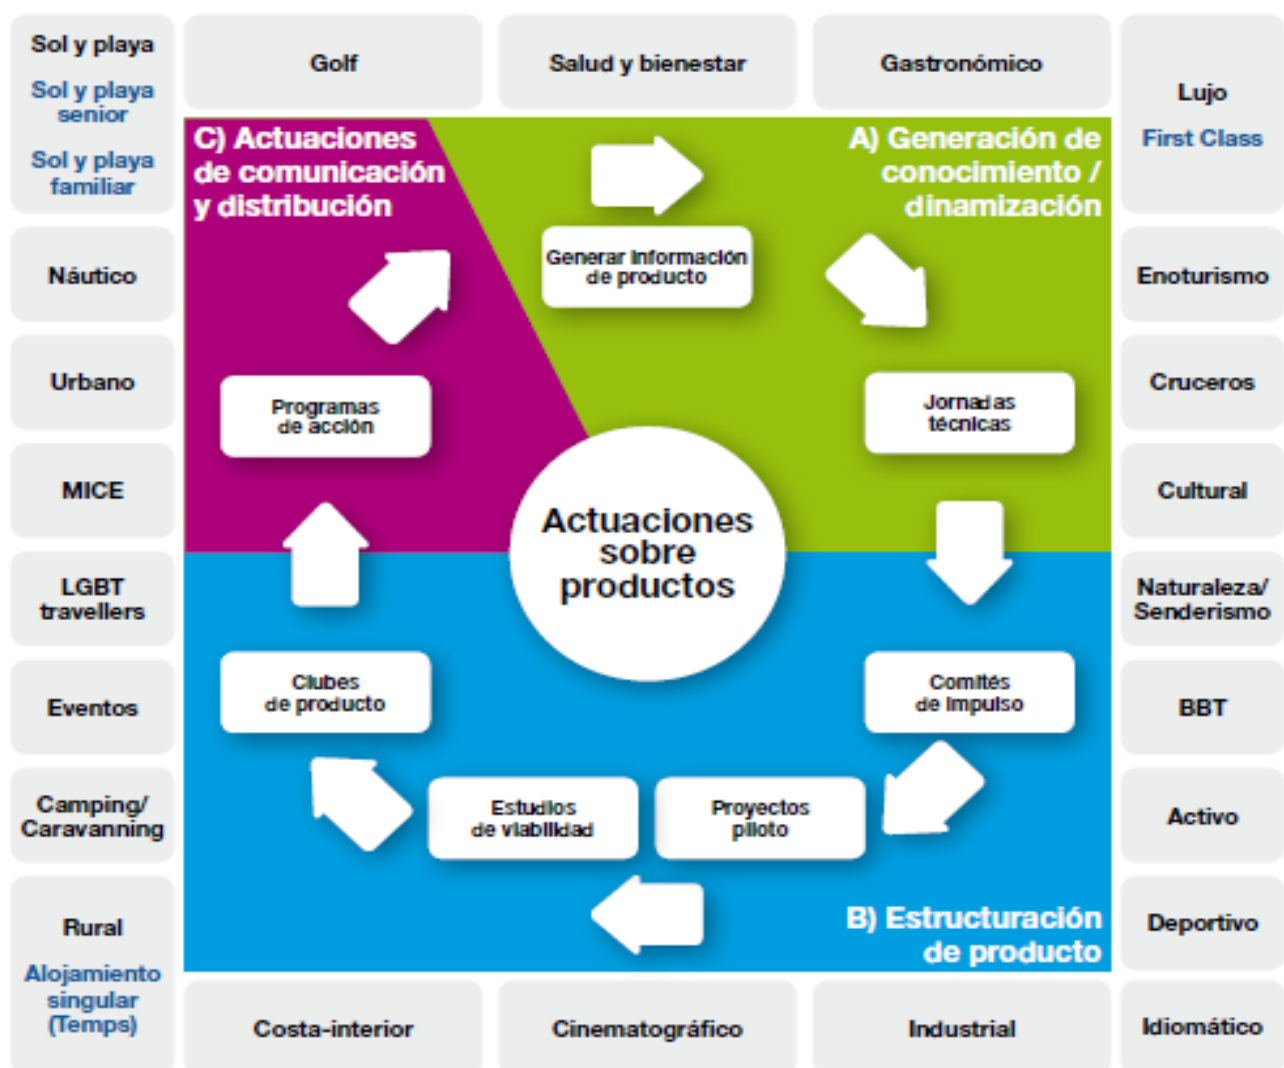 Sol y playa
Sol y playa
senior
Sol y playa
familiar
Golf
Salud y bienestar
Gastronómico
Lujo
First Class
Náutico
Urbano
MICE
LGBT
travellers
Eventos
Camping/
Caravanning
Rural
Alojamiento
singular
(Temps)
C) Actuaciones
de comunicación
y distribución
A) Generación de
conocimiento /
dinamización
Generar información
de producto
Jornadas
técnicas
Programas
de acción
Actuaciones
sobre
productos
Clubes
de producto
Comités
de impulso
Estudios
de viabilidad
Proyectos
piloto
B) Estructuración
de producto
Enoturismo
Cruceros
Cultural
Naturaleza/
Senderismo
BBT
Activo
Deportivo
Idiomático
Costa-interior
Cinematográfico
Industrial